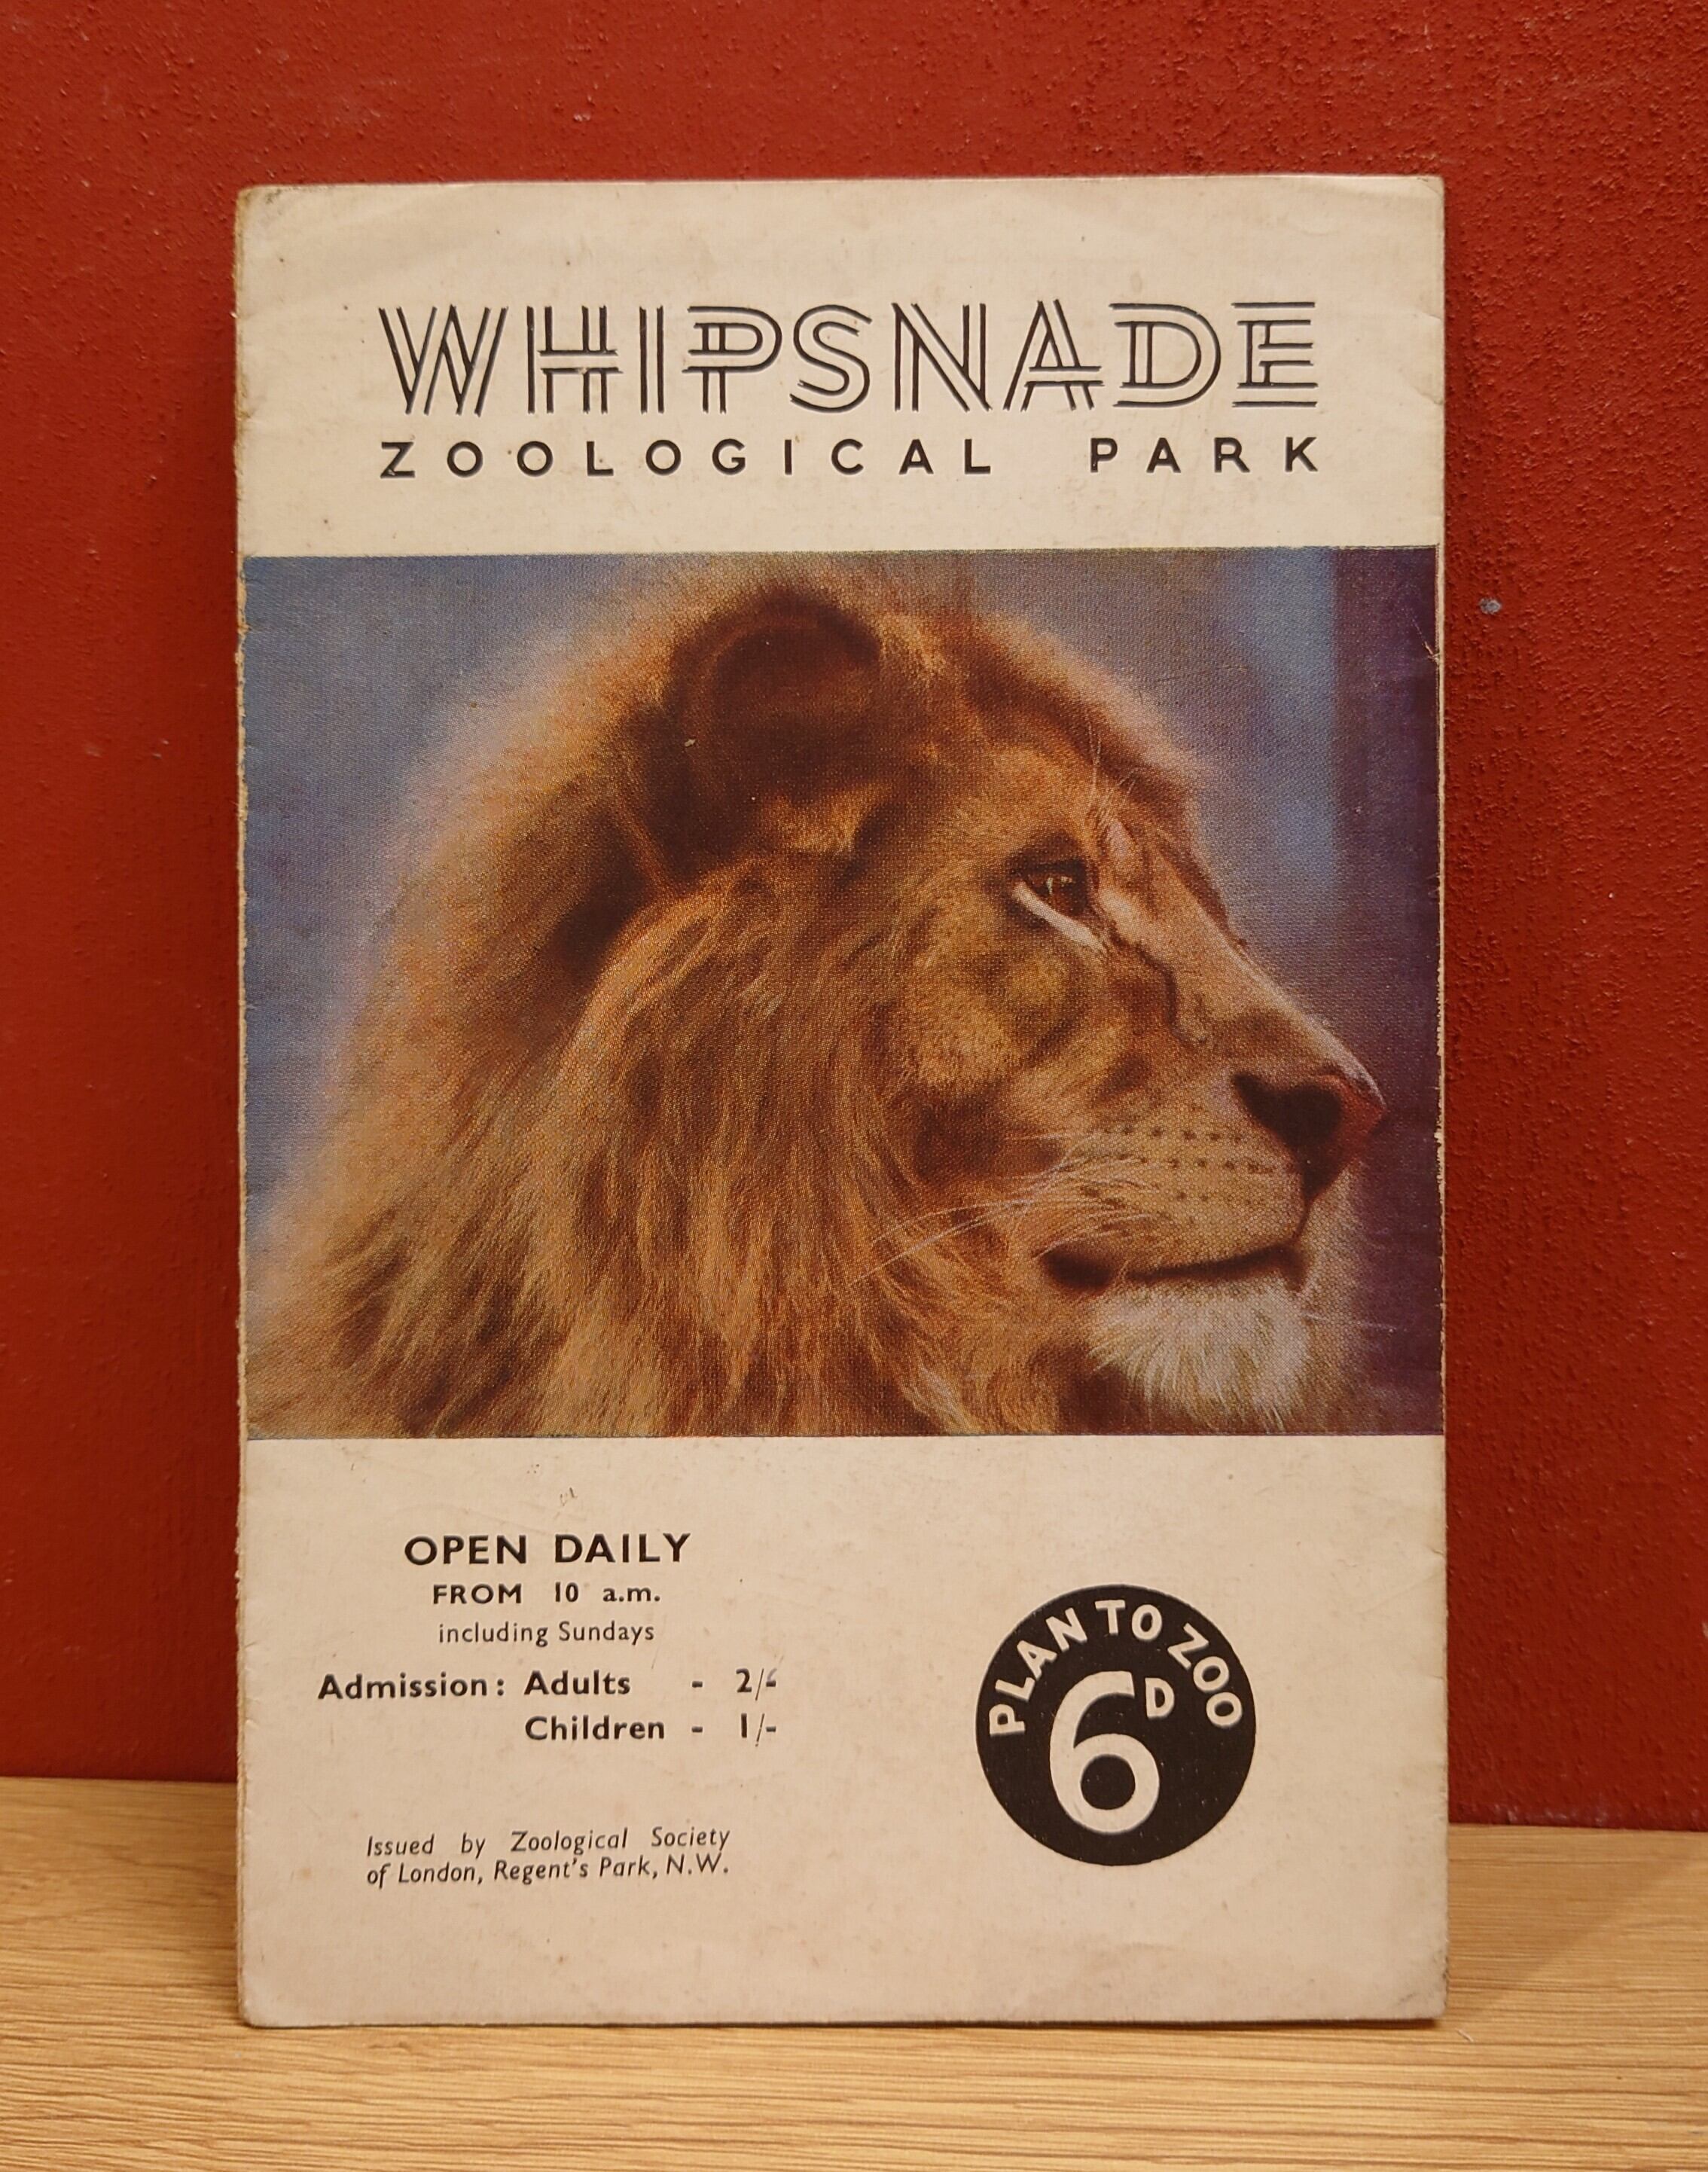 WHIPSNADE
ZOOLOGICAL PARK
OPEN DAILY
FROM 10 a.m.
including Sundays
Admission: Adults - 2/6
Children - 1/-
Issued by Zoological Society
of London, Regent's Park, N.W.
PLAN TO ZOO
6D